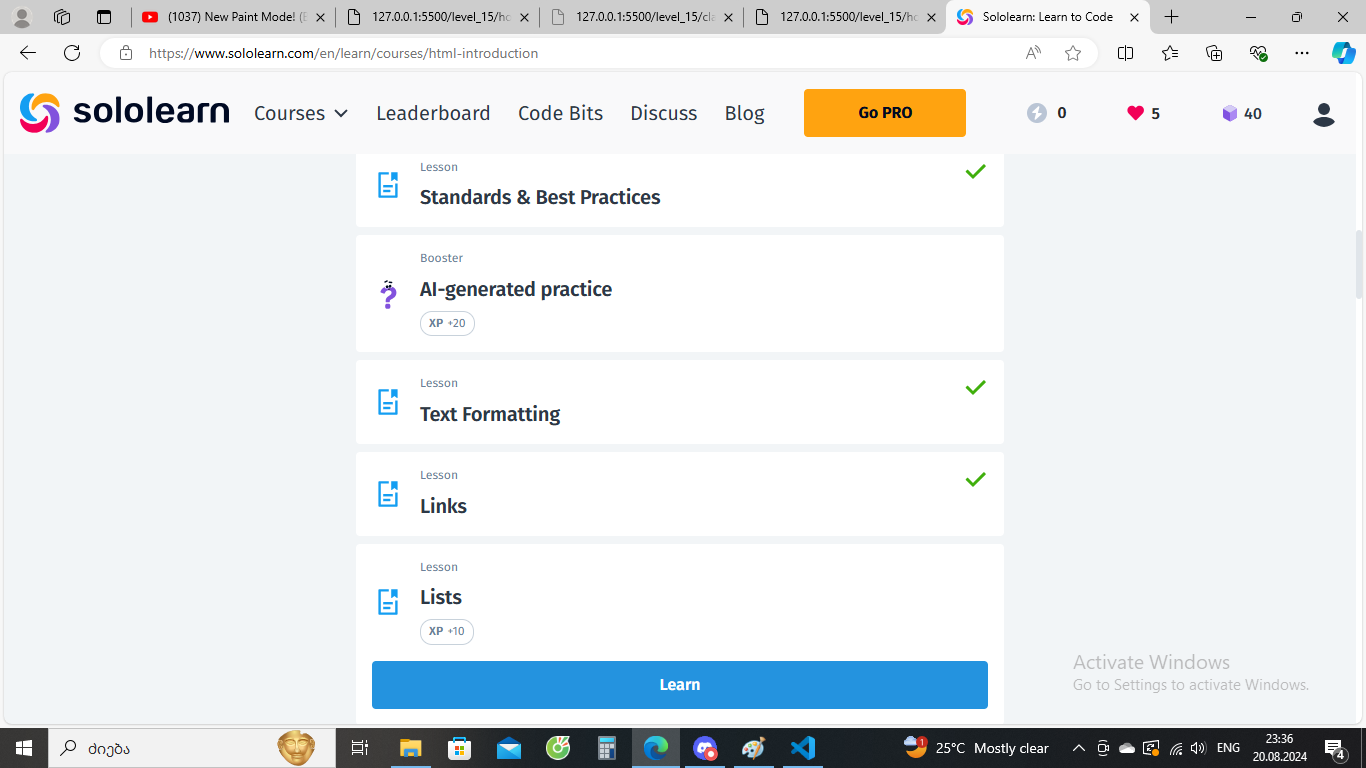 (1037) New Paint Mode! (E
127.0.0.1:5500/level_15/ho
127.0.0.1:5500/level_15/cla
127.0.0.1:5500/level_15/ho
Sololearn: Learn to Code
https://www.sololearn.com/en/learn/courses/html-introduction
sololearn
Courses
Leaderboard
Code Bits
Discuss
Blog
Go PRO
0
5
40
Lesson
Standards & Best Practices
Booster
AI-generated practice
XP +20
Lesson
Text Formatting
Lesson
Links
Lesson
Lists
XP +10
Learn
Activate Windows
Go to Settings to activate Windows.
ძიება
1
25°C Mostly clear
ENG
23:36
20.08.2024
4